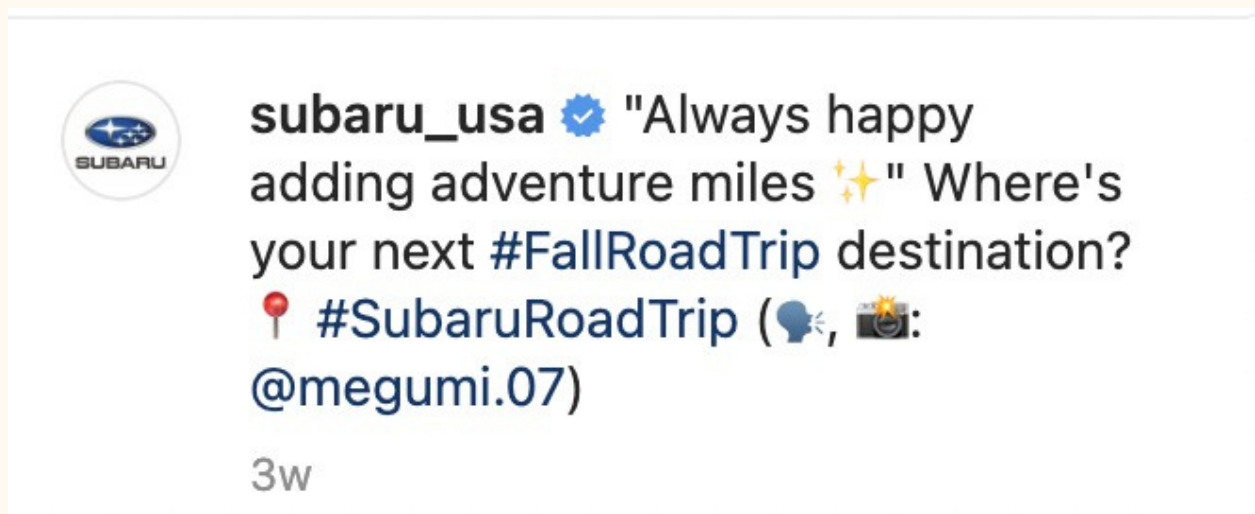 SUBARU
subaru_usa "Always happy
adding adventure miles ✨" Where's
your next #FallRoadTrip destination?
📍 #SubaruRoadTrip (🗣️, 📸:
@megumi.07)
3w